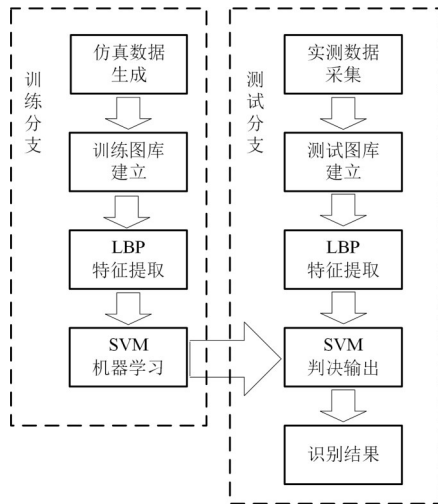 训练分支
仿真数据
生成
训练图库
建立
LBP
特征提取
SVM
机器学习
测试分支
实测数据
采集
测试图库
建立
LBP
特征提取
SVM
判决输出
识别结果